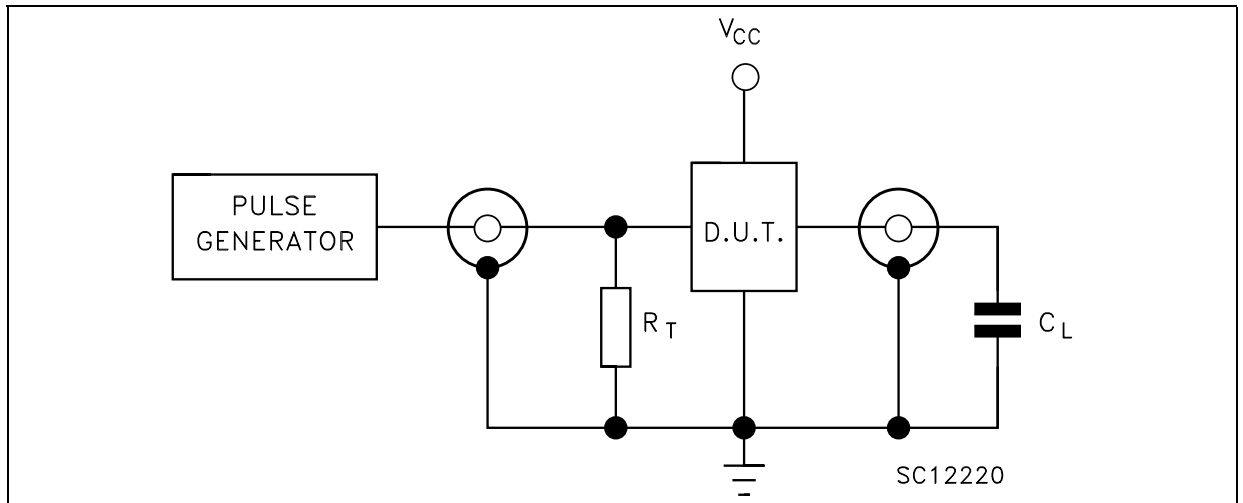 VCC
PULSE
GENERATOR
D.U.T.
RT
CL
SC12220